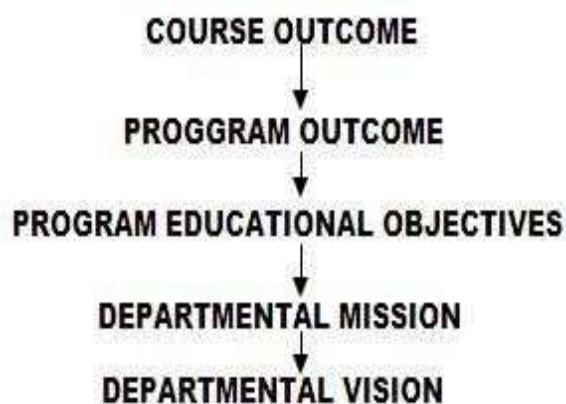 COURSE OUTCOME
PROGGRAM OUTCOME
PROGRAM EDUCATIONAL OBJECTIVES
DEPARTMENTAL MISSION
DEPARTMENTAL VISION